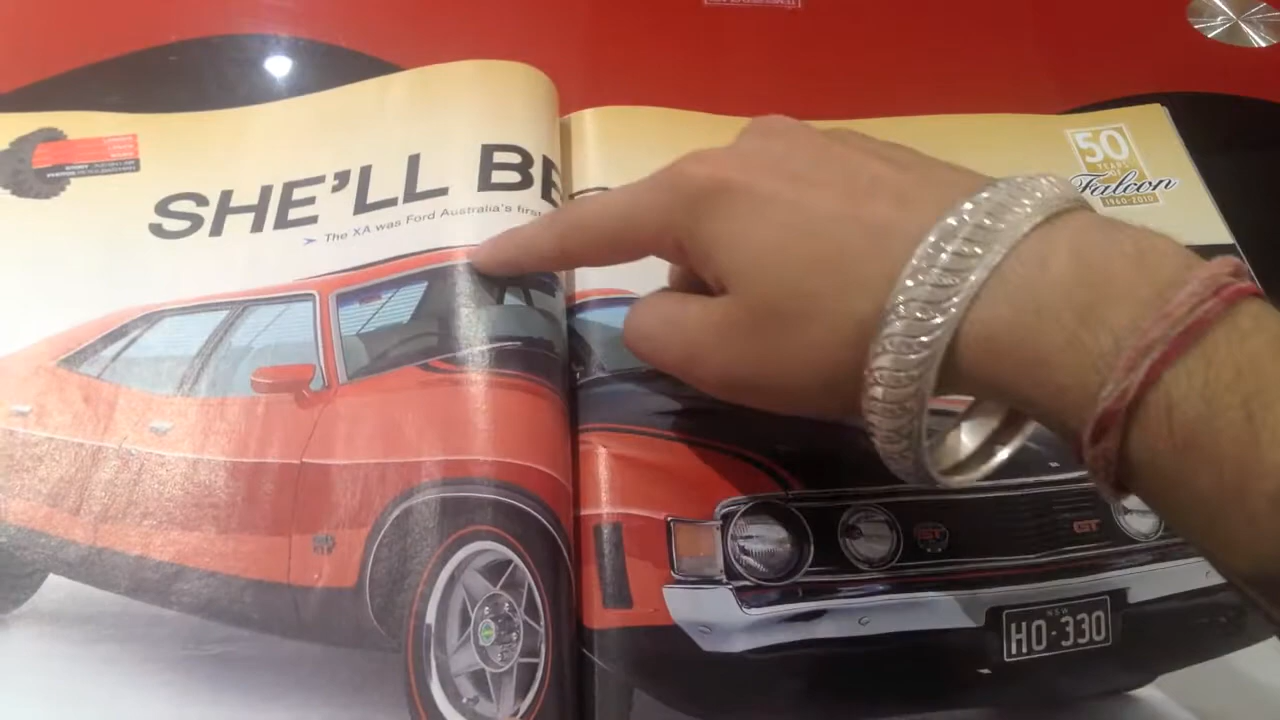 SHE'LL BE
The XA was Ford Australia's first
50
YEARS
OF
Falcon
1960-2010
GT
GT
NSW
HO-330